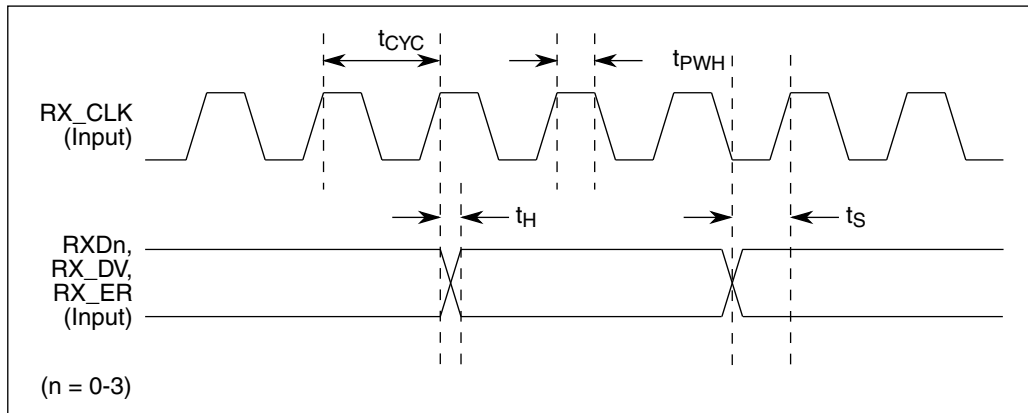 tCYC
tPWH
RX_CLK
(Input)
tH
tS
RXDn,
RX_DV,
RX_ER
(Input)
(n = 0-3)